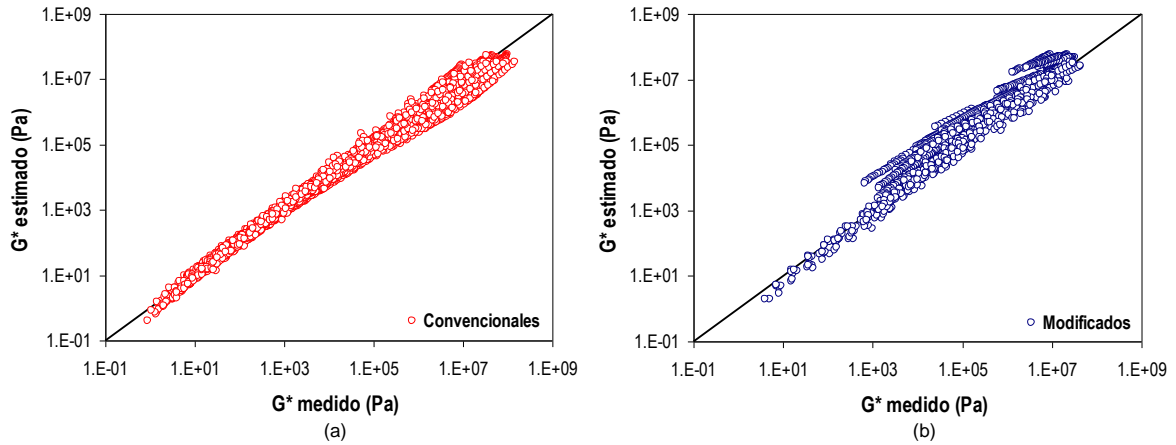 1.E+09
1.E+07
1.E+05
1.E+03
1.E+01
1.E-01
G* estimado (Pa)
Convencionales
1.E-01 1.E+01 1.E+03 1.E+05 1.E+07 1.E+09
G* medido (Pa)
(a)
1.E+09
1.E+07
1.E+05
1.E+03
1.E+01
1.E-01
G* estimado (Pa)
Modificados
1.E-01 1.E+01 1.E+03 1.E+05 1.E+07 1.E+09
G* medido (Pa)
(b)